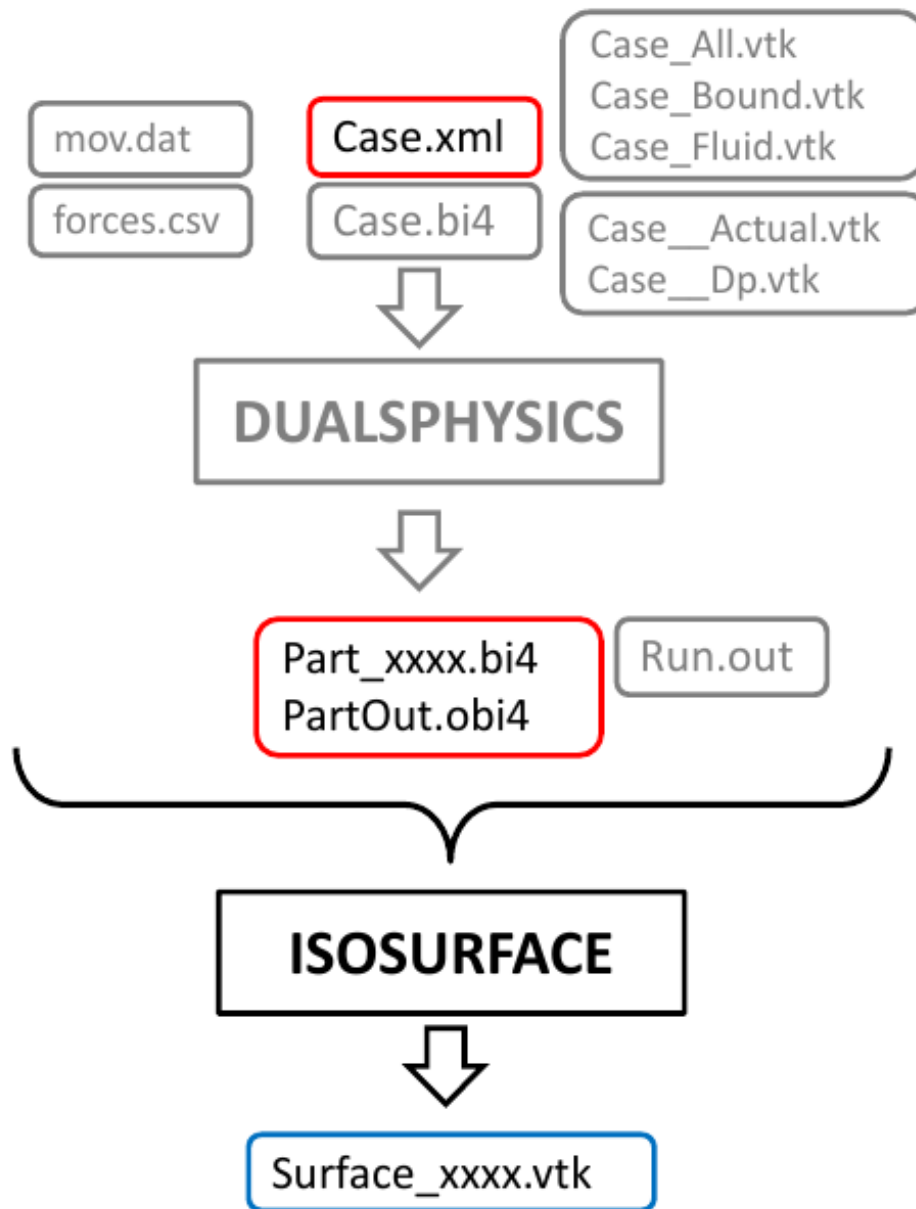 mov.dat
forces.csv
Case.xml
Case.bi4
Case_All.vtk
Case_Bound.vtk
Case_Fluid.vtk
Case__Actual.vtk
Case__Dp.vtk
DUALSPHYSICS
Part_xxxx.bi4
PartOut.obi4
Run.out
ISOSURFACE
Surface_xxxx.vtk